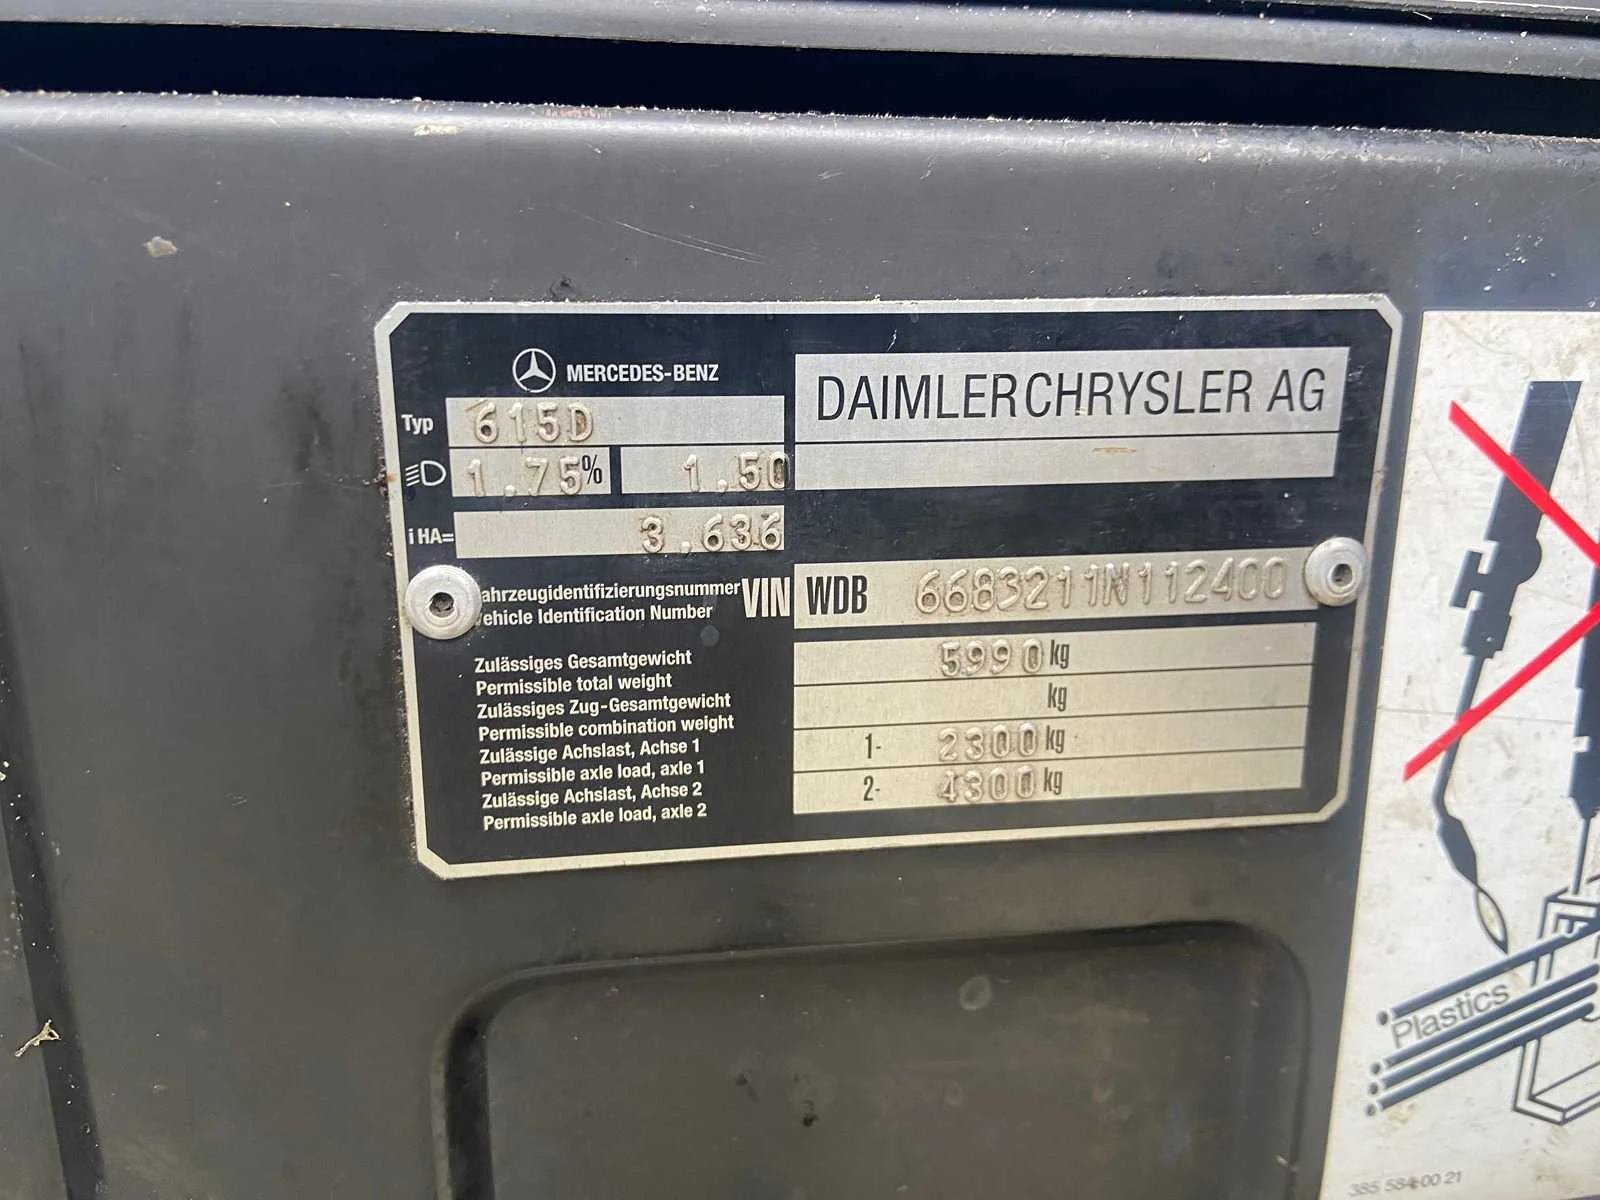 MERCEDES-BENZ
DAIMLERCHRYSLER AG
Typ 615D
1,75% 1,50
iHA= 3,636
ahrzeugidentifizierungsnummer
ehicle Identification Number
VIN WDB 6683211N112400
Zulässiges Gesamtgewicht
Permissible total weight
5990 kg
Zulässiges Zug-Gesamtgewicht
Permissible combination weight
kg
Zulässige Achslast, Achse 1
Permissible axle load, axle 1
1- 2300 kg
Zulässige Achslast, Achse 2
Permissible axle load, axle 2
2- 4300 kg
Plastics
385 584 00 21